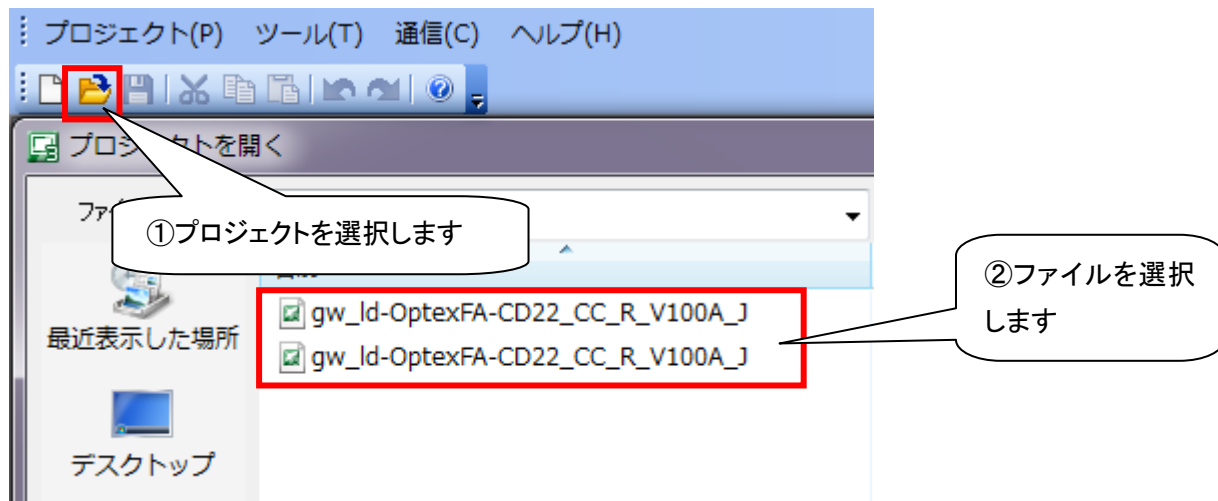 プロジェクト(P) ツール(T) 通信(C) ヘルプ(H)
プロジェクトを開く
①プロジェクトを選択します
②ファイルを選択
します
gw_ld-OptexFA-CD22_CC_R_V100A_J
gw_ld-OptexFA-CD22_CC_R_V100A_J
最近表示した場所
デスクトップ